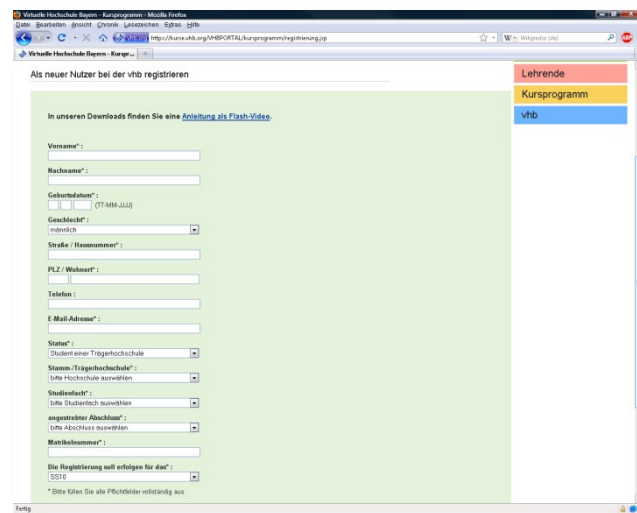 Virtuelle Hochschule Bayern - Kursprogramm - Mozilla Firefox
Datei Bearbeiten Ansicht Chronik Lesezeichen Extras Hilfe
vhb.org http://kurse.vhb.org/VHBPORTAL/kursprogramm/registrierung.jsp
Wikipedia (de)
Virtuelle Hochschule Bayern - Kurspr...
Als neuer Nutzer bei der vhb registrieren
Lehrende
Kursprogramm
vhb
In unseren Downloads finden Sie eine Anleitung als Flash-Video.
Vorname* :
Nachname* :
Geburtsdatum* :
(TT-MM-JJJJ)
Geschlecht* :
männlich
Straße / Hausnummer* :
PLZ / Wohnort* :
Telefon :
E-Mail-Adresse* :
Status* :
Student einer Trägerhochschule
Stamm-/Trägerhochschule* :
bitte Hochschule auswählen
Studienfach* :
bitte Studienfach auswählen
angestrebter Abschluss* :
bitte Abschluss auswählen
Matrikelnummer* :
Die Registrierung soll erfolgen für das* :
SS10
* Bitte füllen Sie alle Pflichtfelder vollständig aus
Fertig